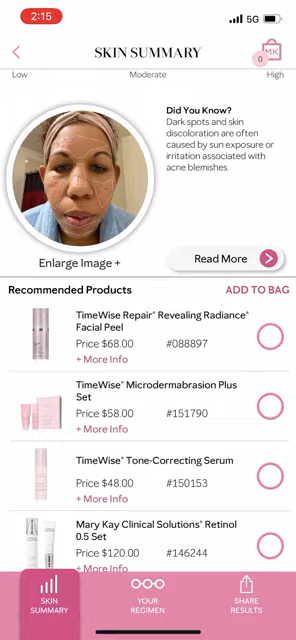 2:15
5G
SKIN SUMMARY
MK
0
Low Moderate High
Did You Know?
Dark spots and skin
discoloration are often
caused by sun exposure or
irritation associated with
acne blemishes.
Enlarge Image +
Read More
Recommended Products ADD TO BAG
TimeWise Repair® Revealing Radiance®
Facial Peel
Price $68.00 #088897
+ More Info
TimeWise® Microdermabrasion Plus
Set
Price $58.00 #151790
+ More Info
TimeWise® Tone-Correcting Serum
Price $48.00 #150153
+ More Info
Mary Kay Clinical Solutions® Retinol
0.5 Set
Price $120.00 #146244
+ More Info
SKIN
SUMMARY
YOUR
REGIMEN
SHARE
RESULTS